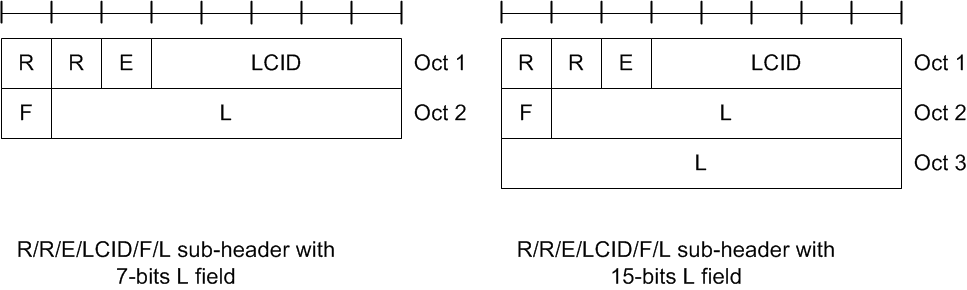 R R E LCID Oct 1
F L Oct 2
R/R/E/LCID/F/L sub-header with
7-bits L field
R R E LCID Oct 1
F L Oct 2
L Oct 3
R/R/E/LCID/F/L sub-header with
15-bits L field